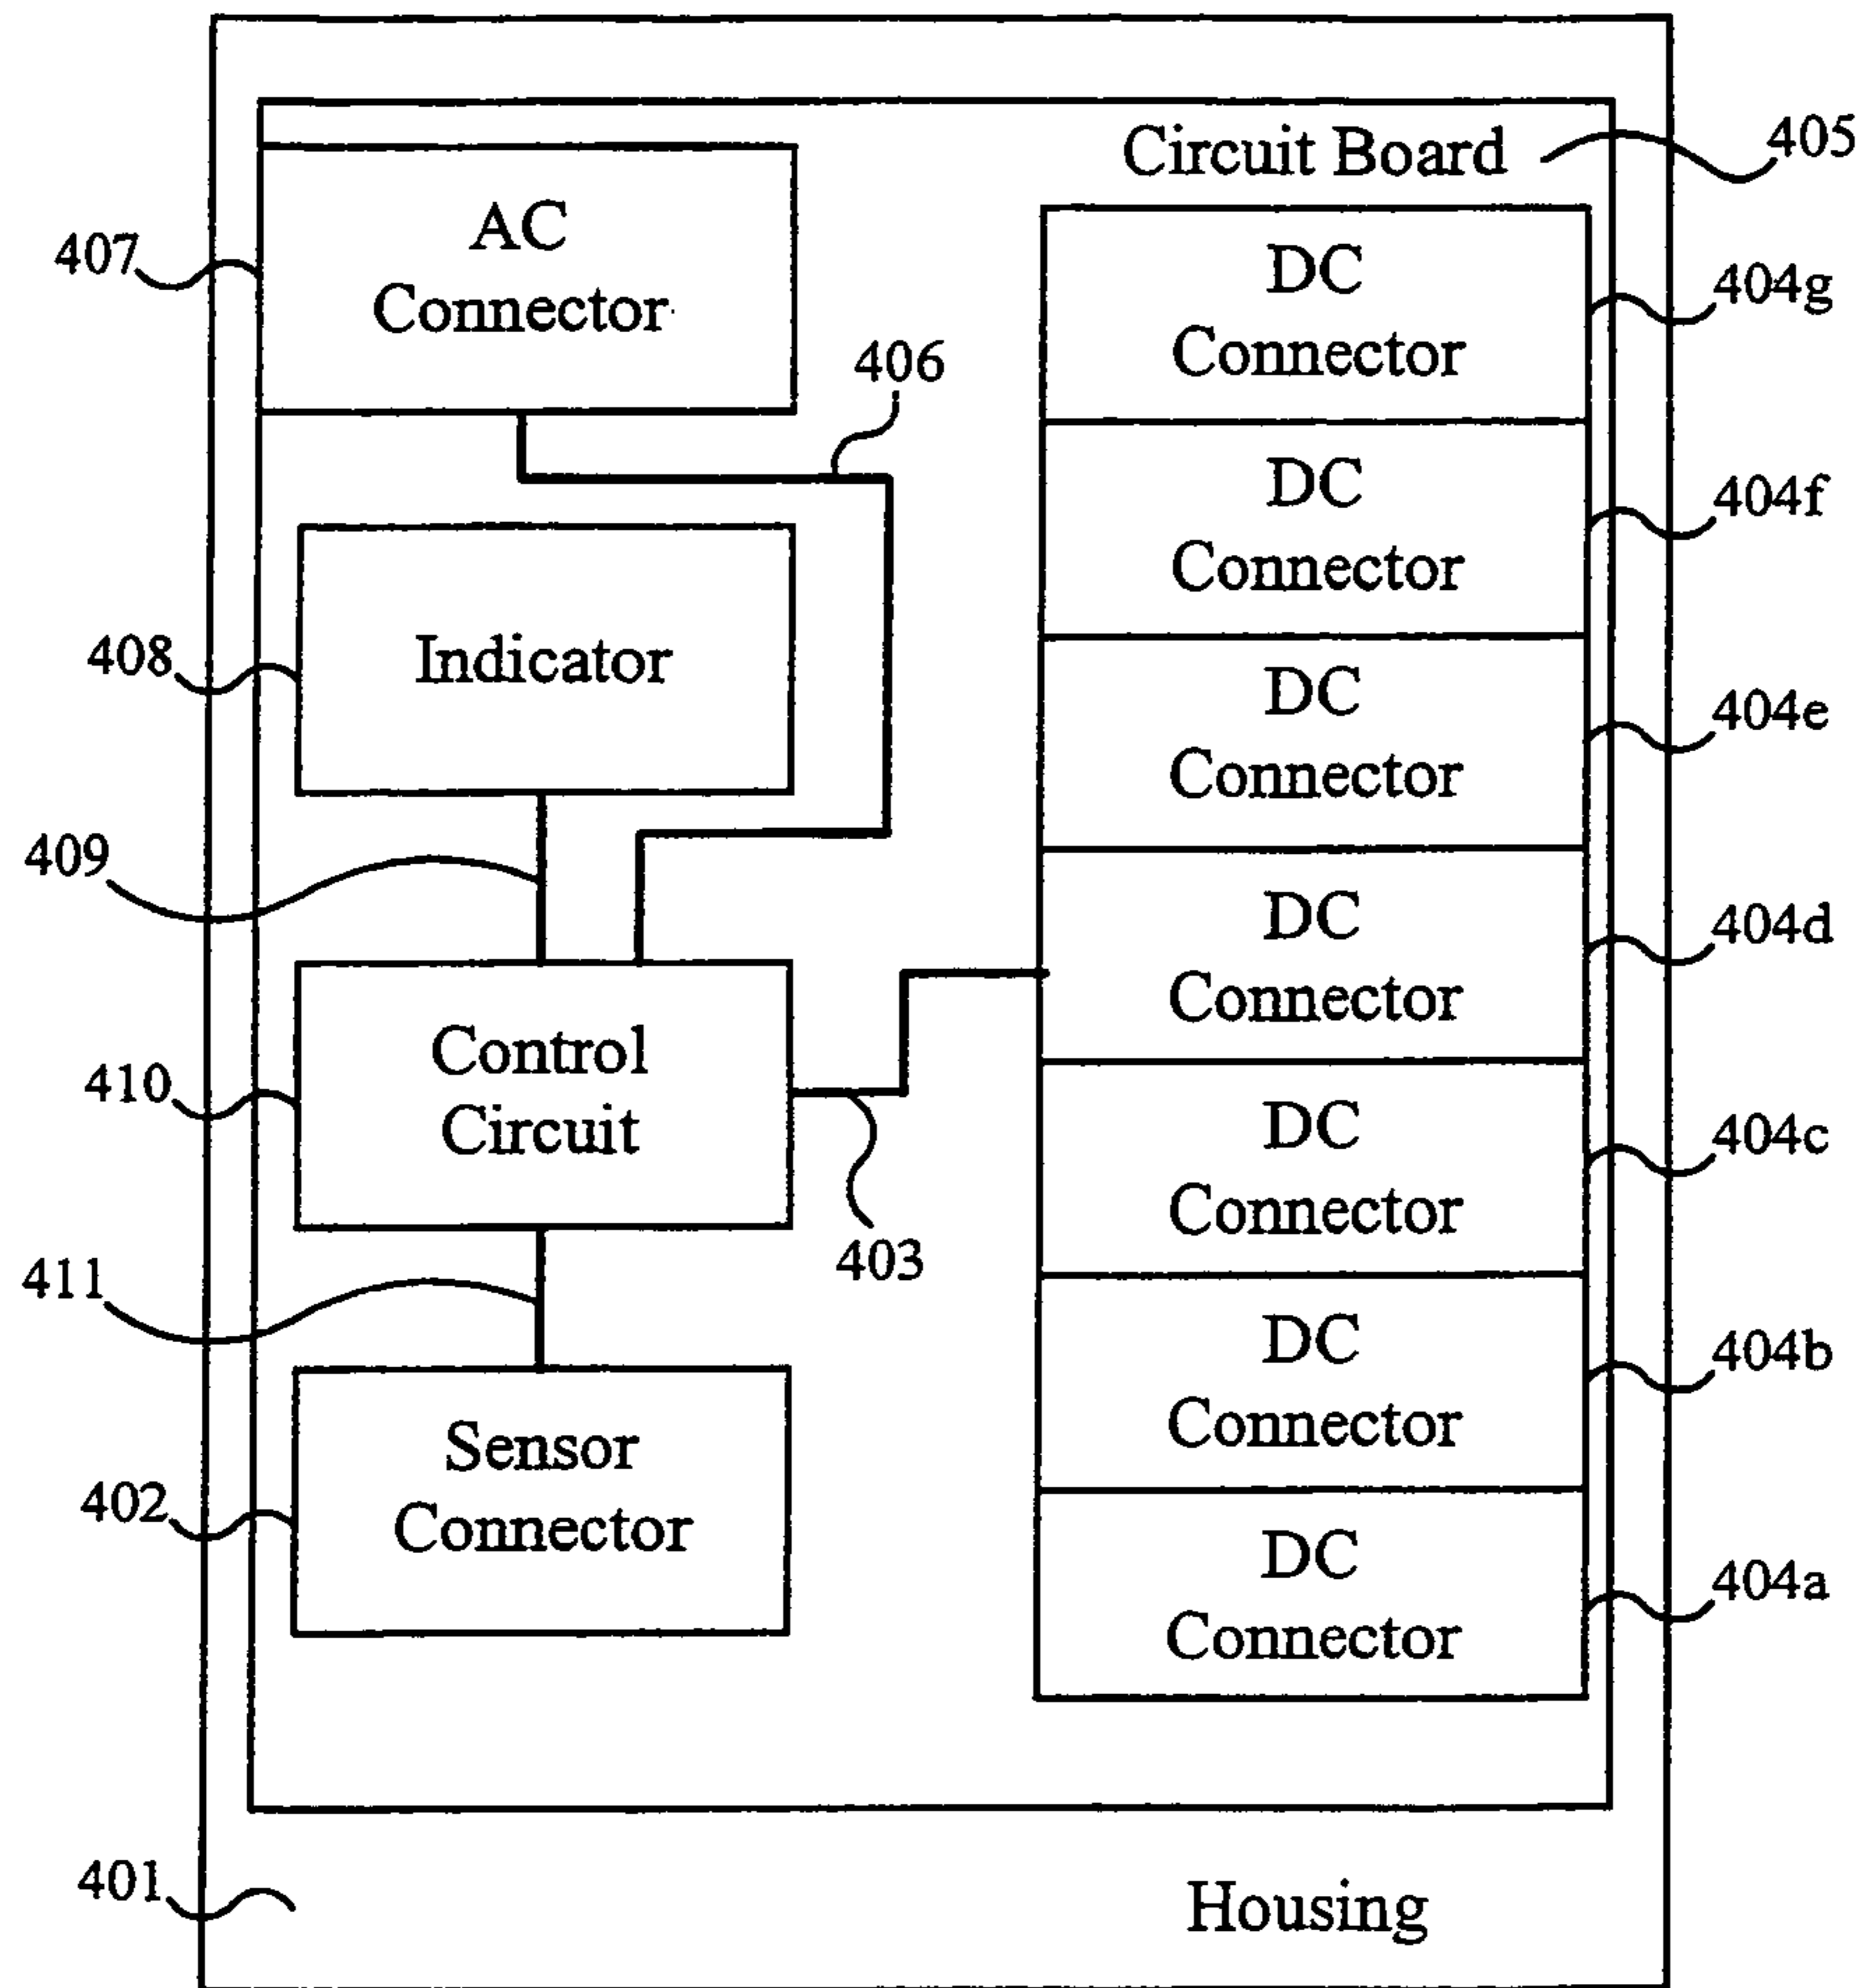 Circuit Board
405
AC
Connector
407
406
DC
Connector
404g
DC
Connector
404f
Indicator
408
DC
Connector
404e
409
DC
Connector
404d
Control
Circuit
410
403
DC
Connector
404c
411
DC
Connector
404b
Sensor
Connector
402
DC
Connector
404a
401
Housing